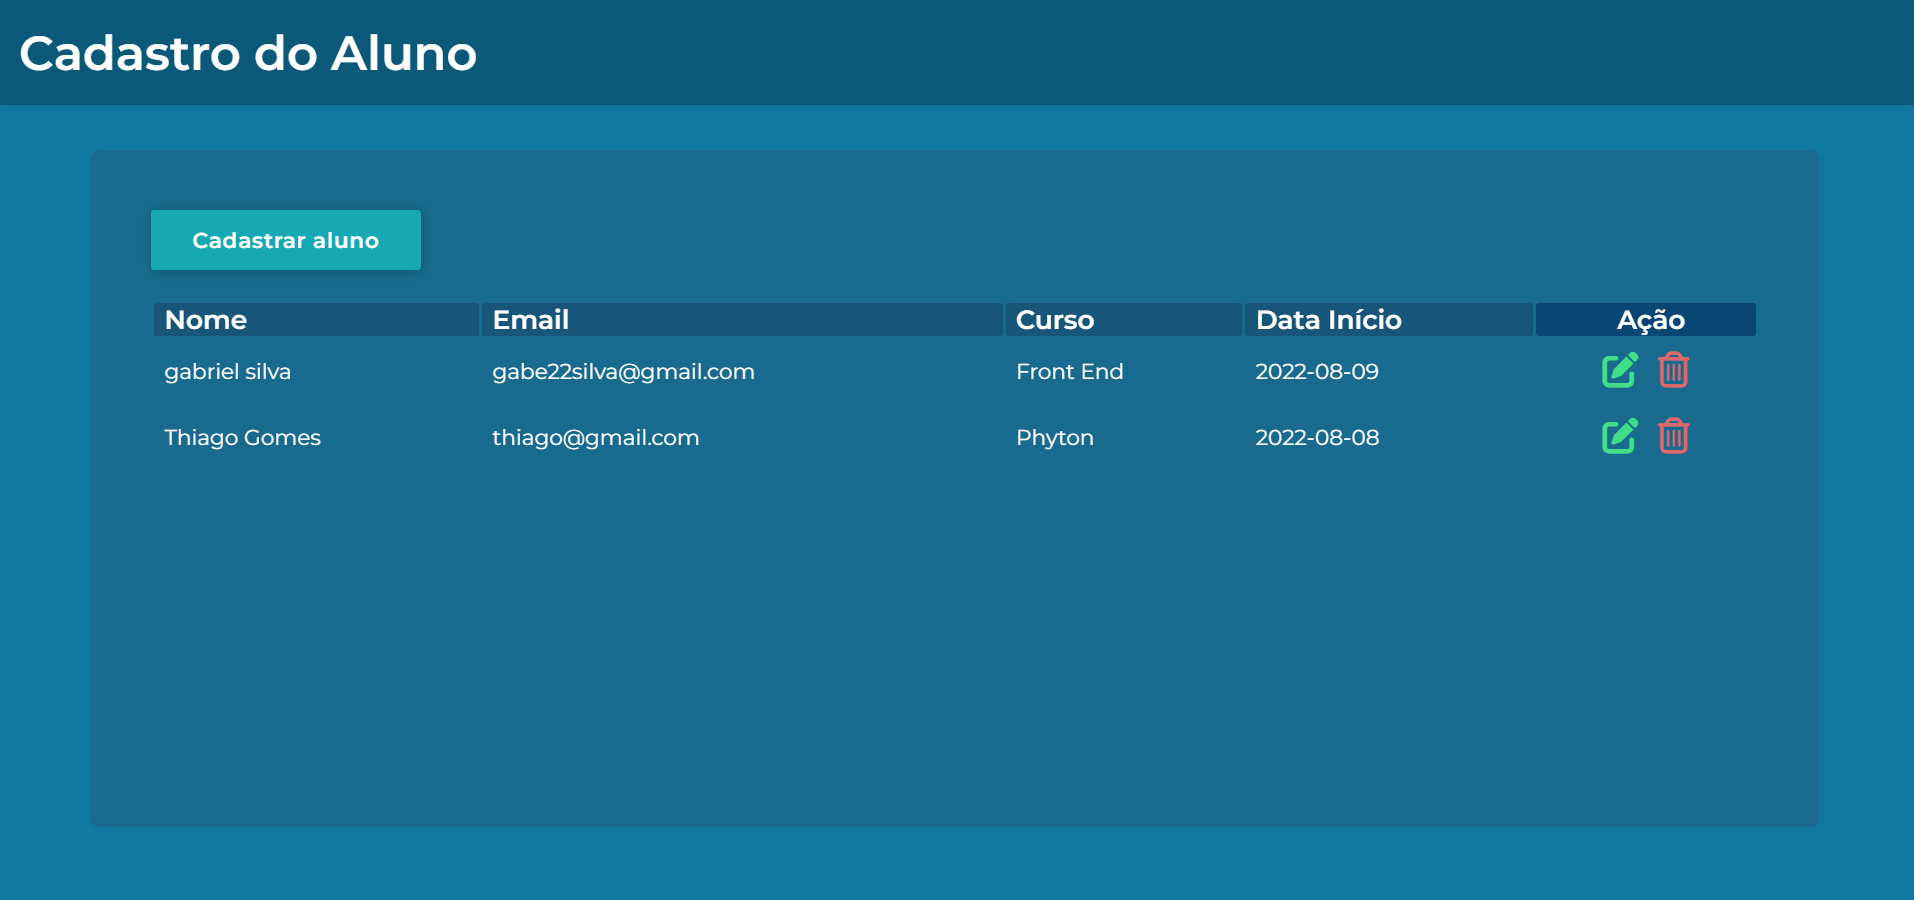 Cadastro do Aluno
Cadastrar aluno
Nome Email Curso Data Início Ação
gabriel silva gabe22silva@gmail.com Front End 2022-08-09
Thiago Gomes thiago@gmail.com Phyton 2022-08-08